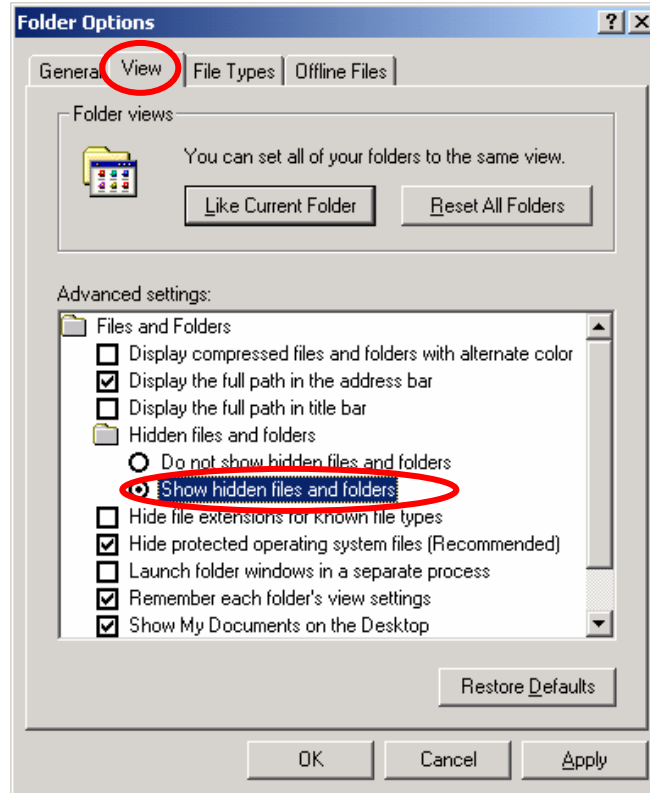 Folder Options
General View File Types Offline Files
Folder views
You can set all of your folders to the same view.
Like Current Folder Reset All Folders
Advanced settings:
Files and Folders
Display compressed files and folders with alternate color
Display the full path in the address bar
Display the full path in title bar
Hidden files and folders
Do not show hidden files and folders
Show hidden files and folders
Hide file extensions for known file types
Hide protected operating system files (Recommended)
Launch folder windows in a separate process
Remember each folder's view settings
Show My Documents on the Desktop
Restore Defaults
OK Cancel Apply